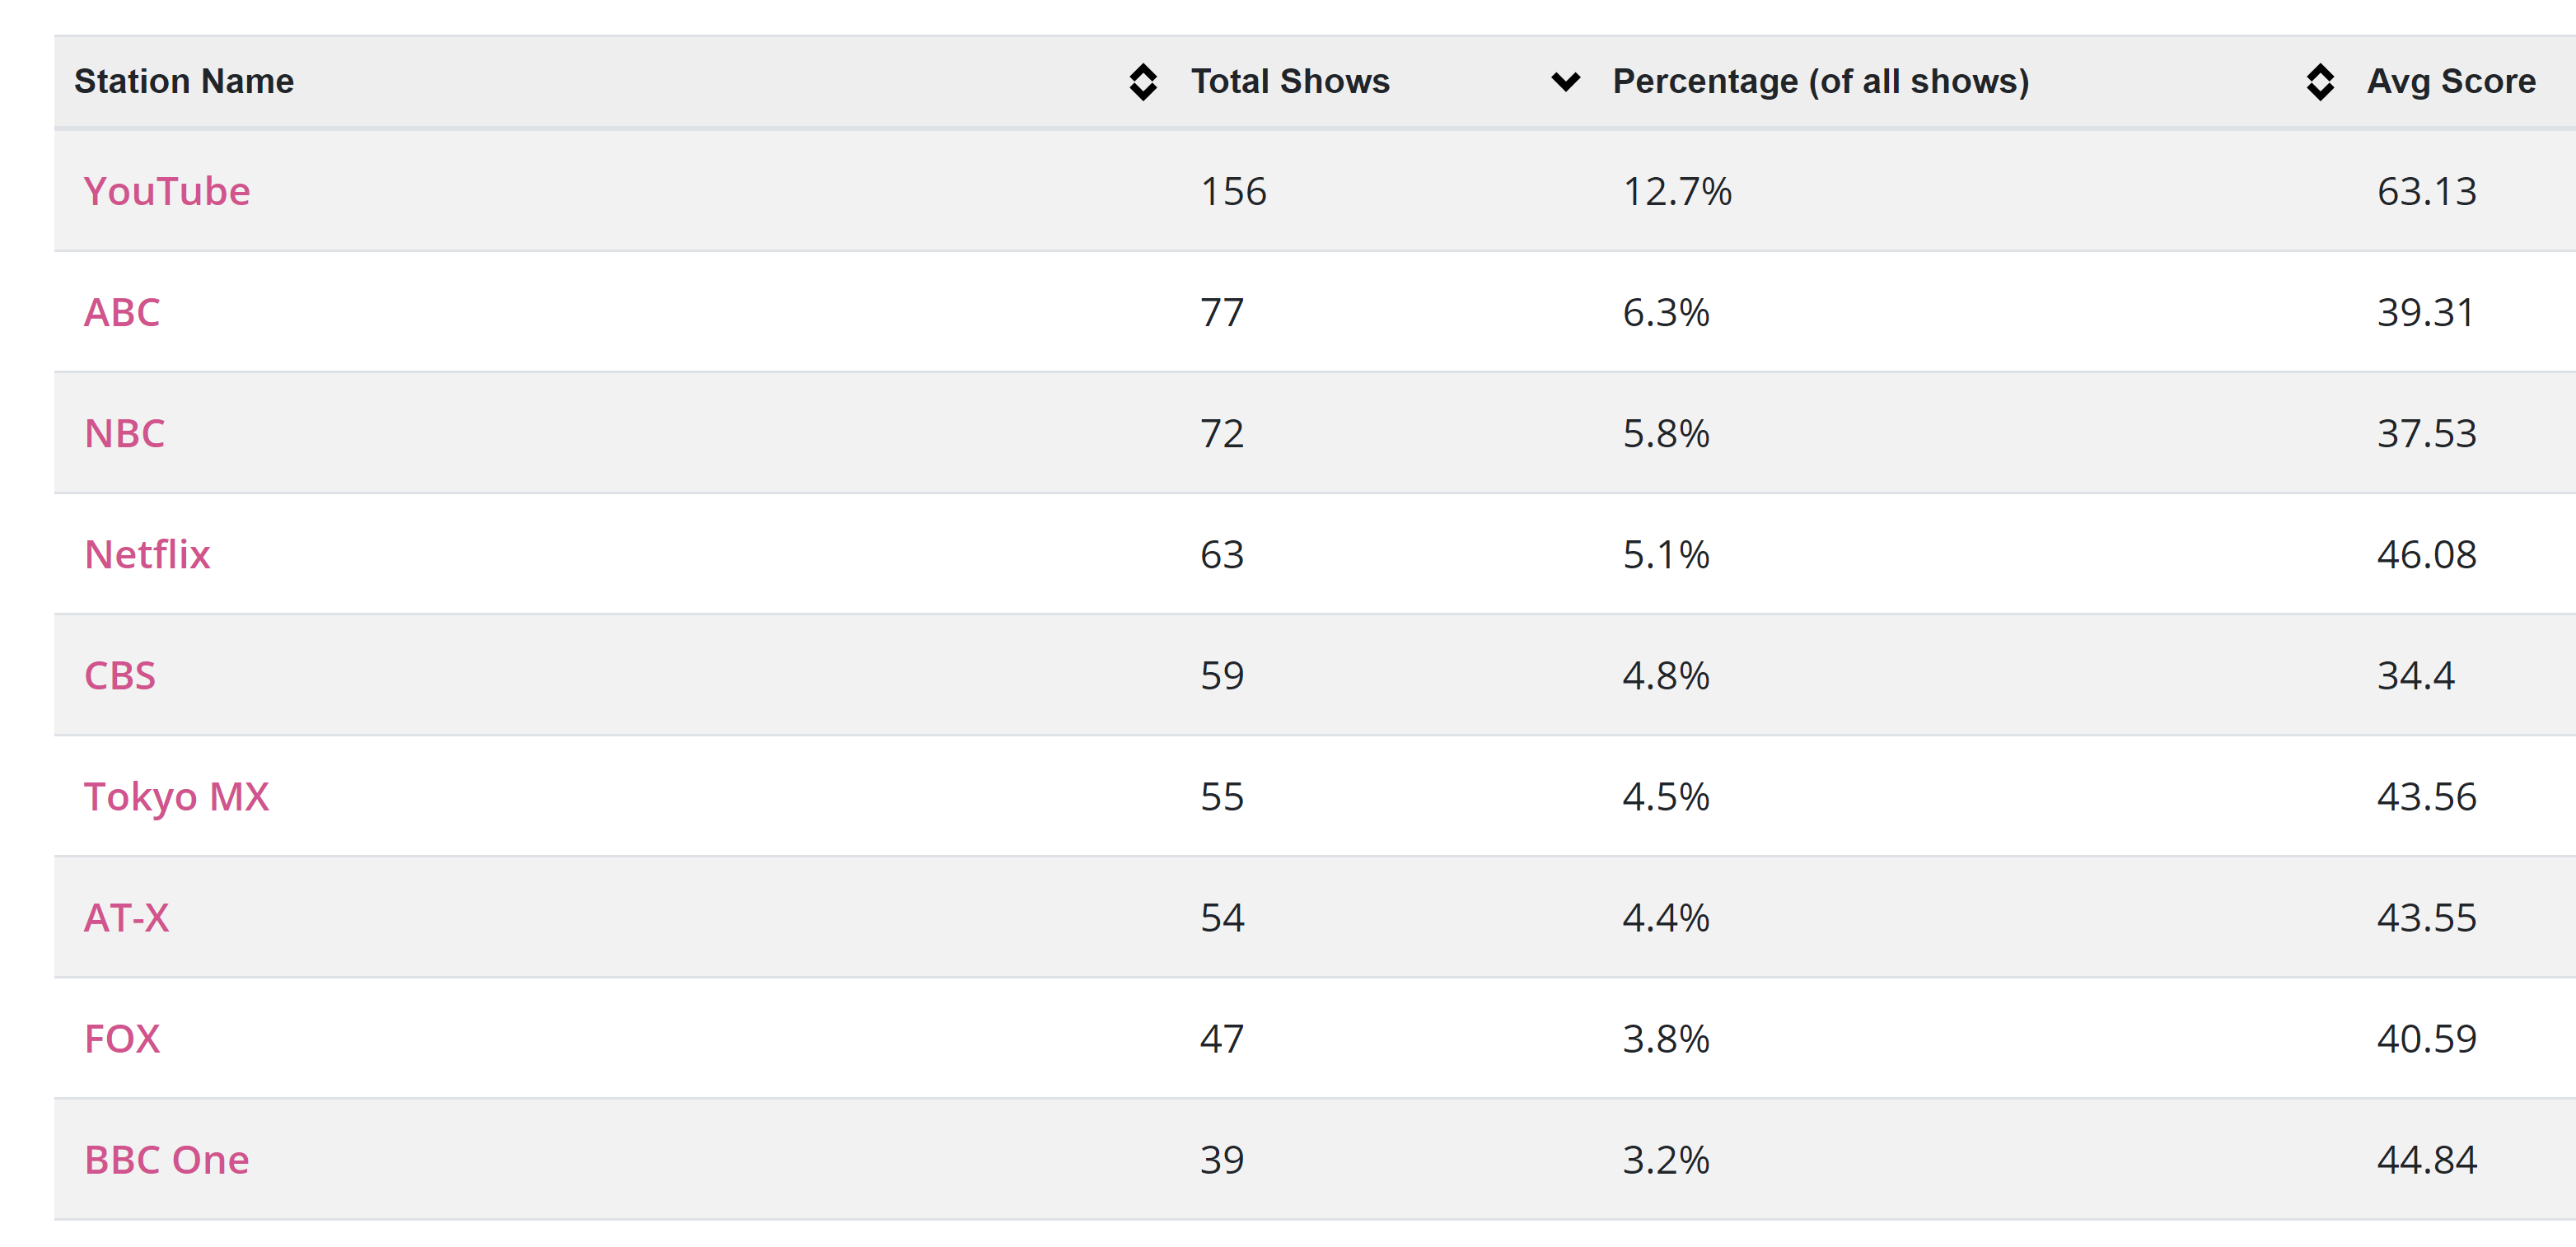 Station Name Total Shows Percentage (of all shows) Avg Score
YouTube 156 12.7% 63.13
ABC 77 6.3% 39.31
NBC 72 5.8% 37.53
Netflix 63 5.1% 46.08
CBS 59 4.8% 34.4
Tokyo MX 55 4.5% 43.56
AT-X 54 4.4% 43.55
FOX 47 3.8% 40.59
BBC One 39 3.2% 44.84